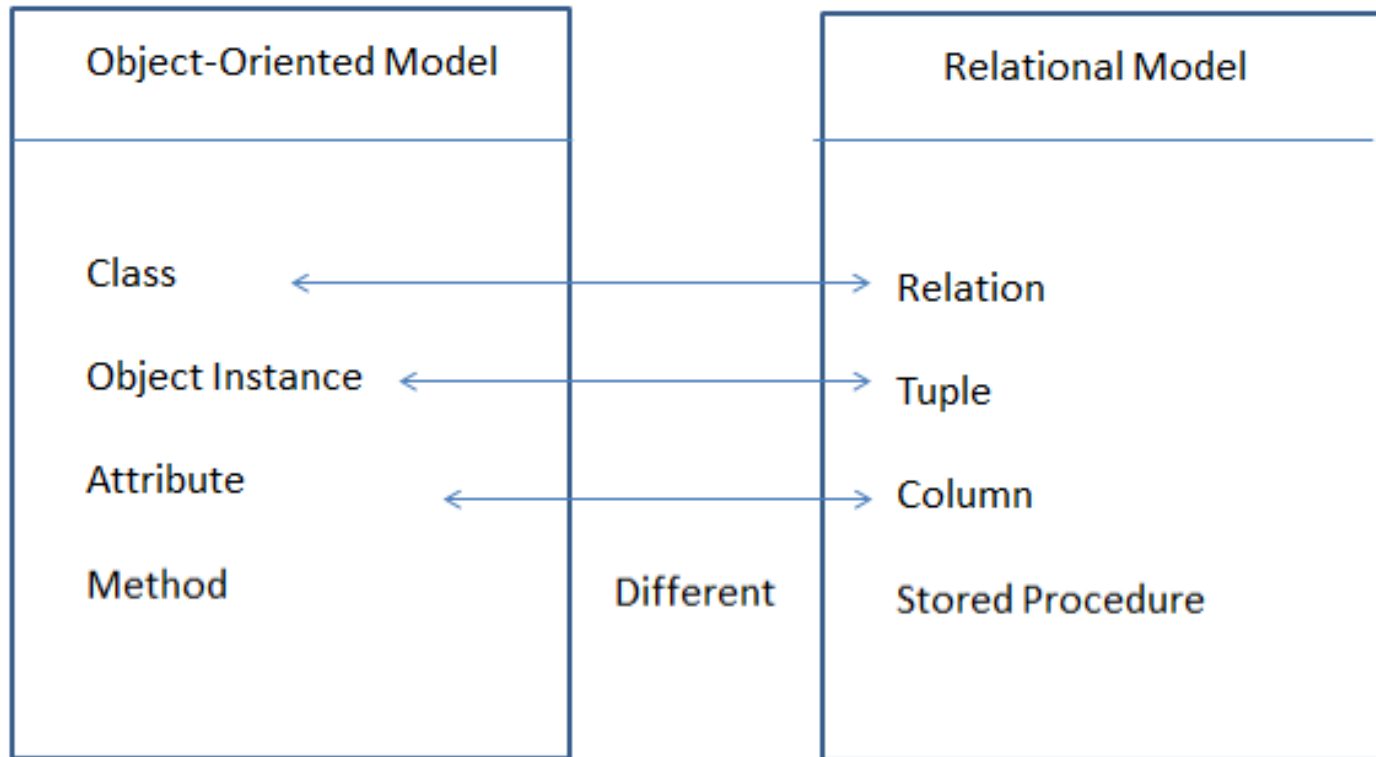 Object-Oriented Model
Relational Model
Class
Relation
Object Instance
Tuple
Attribute
Column
Method
Different
Stored Procedure